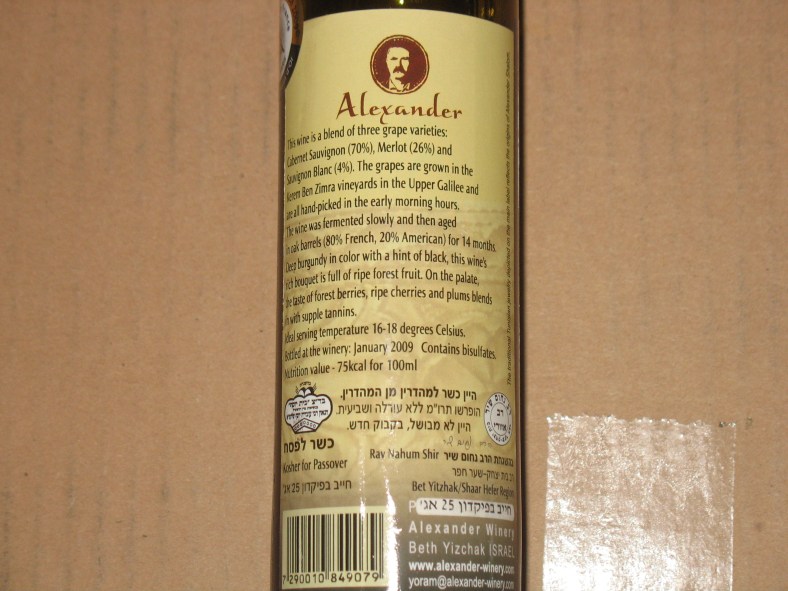 Alexander
This wine is a blend of three grape varieties:
Cabernet Sauvignon (70%), Merlot (26%) and
Sauvignon Blanc (4%). The grapes are grown in the
Kerem Ben Zimra vineyards in the Upper Galilee and
are all hand-picked in the early morning hours.
The wine was fermented slowly and then aged
in oak barrels (80% French, 20% American) for 14 months.
Deep burgundy in color with a hint of black, this wine's
rich bouquet is full of ripe forest fruit. On the palate,
the taste of forest berries, ripe cherries and plums blends
in with supple tannins.
Ideal serving temperature 16-18 degrees Celsius.
Bottled at the winery: January 2009 Contains bisulfates.
Nutrition value - 75kcal for 100ml
היין כשר למהדרין מן המהדרין.
הופרשו תרו"מ ללא עורלה ושביעית.
היין לא מבושל, בקבוק חדש.
כשר לפסח
Kosher for Passover
חייב בפיקדון 25 אג'
בהשגחת הרב נחום שיר Rav Nahum Shir
רב בית יצחק-שער חפר
Bet Yitzhak/Shaar Hefer Region
חייב בפיקדון 25 אג'
Alexander Winery
Beth Yizchak ISRAEL
www.alexander-winery.com
yoram@alexander-winery.com
7290010849079